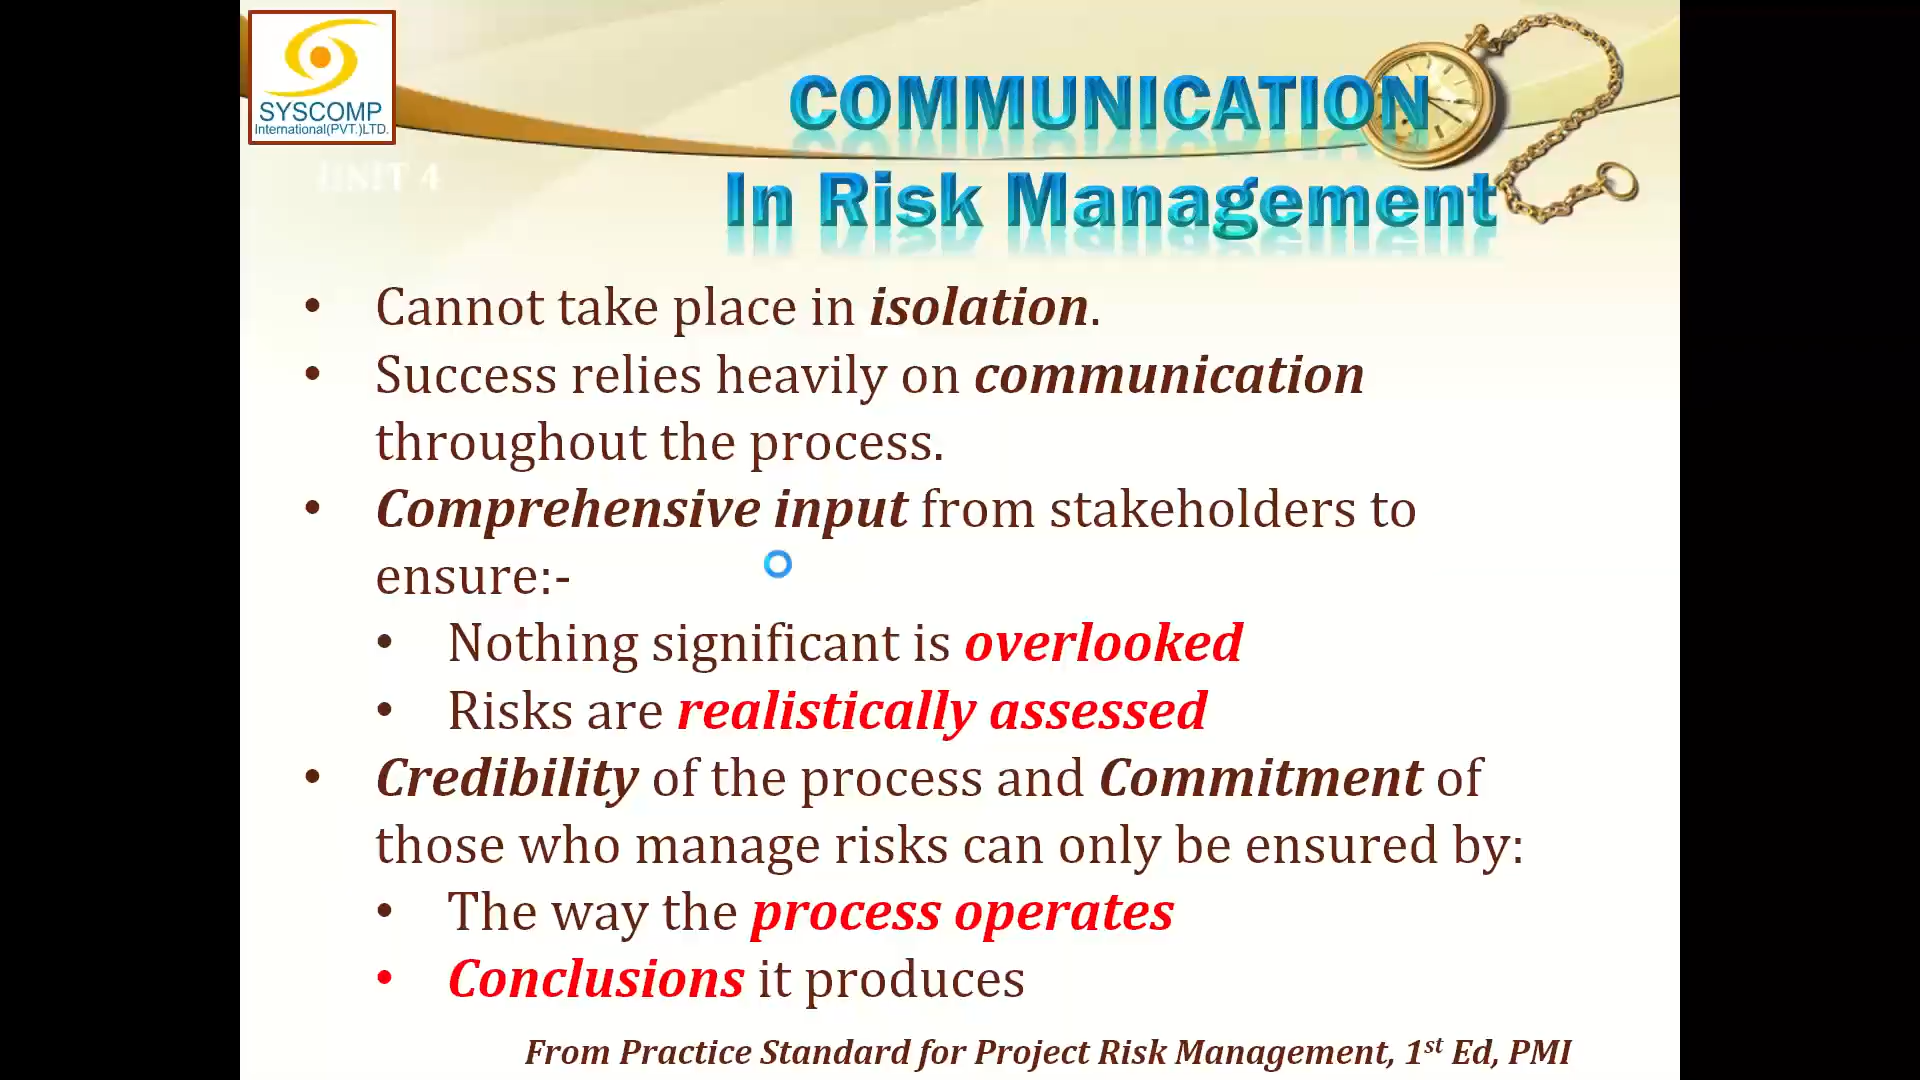 SYSCOMP
International(PVT.)LTD.
UNIT 4
COMMUNICATION
In Risk Management
• Cannot take place in isolation.
• Success relies heavily on communication
throughout the process.
• Comprehensive input from stakeholders to
ensure:-
• Nothing significant is overlooked
• Risks are realistically assessed
• Credibility of the process and Commitment of
those who manage risks can only be ensured by:
• The way the process operates
• Conclusions it produces
From Practice Standard for Project Risk Management, 1st Ed, PMI